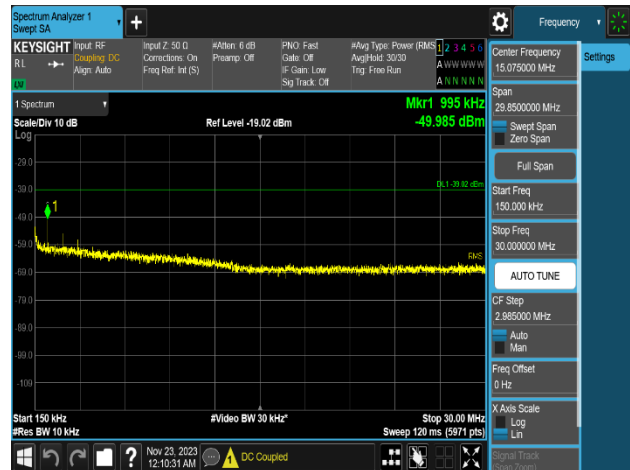 Spectrum Analyzer 1
Swept SA
Frequency
KEYSIGHT
RL
Input: RF
Coupling: DC
Align: Auto
Input Z: 50 Ω
Corrections: On
Freq Ref: Int (S)
#Atten: 6 dB
Preamp: Off
PNO: Fast
Gate: Off
IF Gain: Low
Sig Track: Off
#Avg Type: Power (RMS
Avg|Hold: 30/30
Trig: Free Run
1 2 3 4 5 6
A W W W W W
A N N N N N
LW
1 Spectrum
Scale/Div 10 dB
Log
Ref Level -19.02 dBm
Mkr1 995 kHz
-49.985 dBm
-29.0
-39.0
-49.0
-59.0
-69.0
-79.0
-89.0
-99.0
-109
DL1 -39.02 dBm
1
RMS
Start 150 kHz
#Res BW 10 kHz
#Video BW 30 kHz*
Stop 30.00 MHz
Sweep 120 ms (5971 pts)
Center Frequency
15.075000 MHz
Settings
Span
29.8500000 MHz
Swept Span
Zero Span
Full Span
Start Freq
150.000 kHz
Stop Freq
30.000000 MHz
AUTO TUNE
CF Step
2.985000 MHz
Auto
Man
Freq Offset
0 Hz
X Axis Scale
Log
Lin
Signal Track
(Span Zoom)
?
Nov 23, 2023
12:10:31 AM
1
DC Coupled